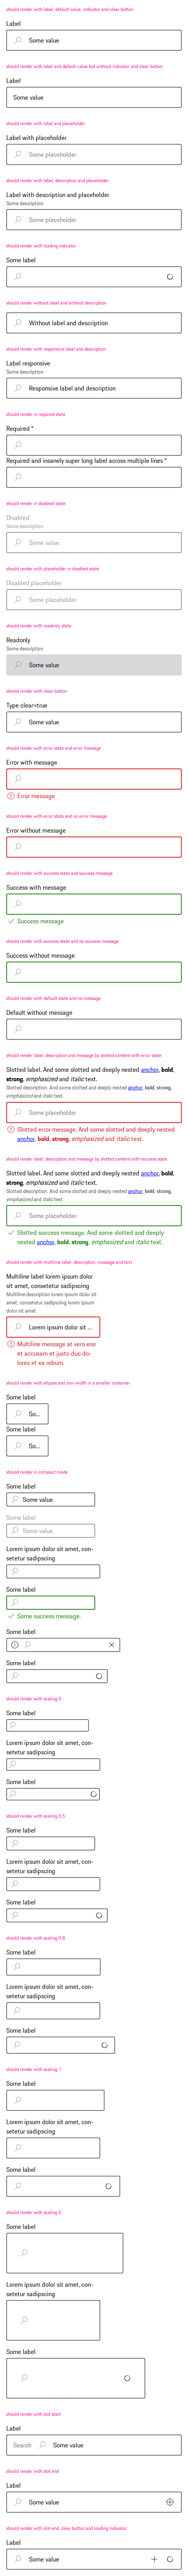 should render with label, default value, indicator and clear button
Label
Some value
should render with label and default value but without indicator and clear button
Label
Some value
should render with label and placeholder
Label with placeholder
Some placeholder
should render with label, description and placeholder
Label with description and placeholder
Some description
Some placeholder
should render with loading indicator
Some label
should render without label and without description
Without label and description
should render with responsive label and description
Label responsive
Some description
Responsive label and description
should render in required state
Required *
Required and insanely super long label across multiple lines *
should render in disabled state
Disabled
Some description
Some value
should render with placeholder in disabled state
Disabled placeholder
Some placeholder
should render with readonly state
Readonly
Some description
Some value
should render with clear button
Type clear=true
Some value
should render with error state and error message
Error with message
Error message
should render with error state and no error message
Error without message
should render with success state and success message
Success with message
Success message
should render with success state and no success message
Success without message
should render with default state and no message
Default without message
should render label, description and message by slotted content with error state
Slotted label. And some slotted and deeply nested anchor, bold,
strong, emphasized and italic text.
Slotted description. And some slotted and deeply nested anchor, bold, strong,
emphasized and italic text.
Some placeholder
Slotted error message. And some slotted and deeply nested
anchor, bold, strong, emphasized and italic text.
should render label, description and message by slotted content with success state
Slotted label. And some slotted and deeply nested anchor, bold,
strong, emphasized and italic text.
Slotted description. And some slotted and deeply nested anchor, bold, strong,
emphasized and italic text.
Some placeholder
Slotted success message. And some slotted and deeply
nested anchor, bold, strong, emphasized and italic text.
should render with multiline label, description, message and text
Multiline label lorem ipsum dolor
sit amet, consetetur sadipscing
Multiline description lorem ipsum dolor sit
amet, consetetur sadipscing lorem ipsum
dolor sit amet
Lorem ipsum dolor sit ...
Multiline message at vero eos
et accusam et justo duo do-
lores et ea rebum.
should render with ellipsis and min-width in a smaller container
Some label
So...
Some label
So...
should render in compact mode
Some label
Some value
Some label
Some value
Lorem ipsum dolor sit amet, con-
setetur sadipscing
Some label
Some success message.
Some label
Some label
should render with scaling 0
Some label
Lorem ipsum dolor sit amet, con-
setetur sadipscing
Some label
should render with scaling 0.5
Some label
Lorem ipsum dolor sit amet, con-
setetur sadipscing
Some label
should render with scaling 0.8
Some label
Lorem ipsum dolor sit amet, con-
setetur sadipscing
Some label
should render with scaling 1
Some label
Lorem ipsum dolor sit amet, con-
setetur sadipscing
Some label
should render with scaling 2
Some label
Lorem ipsum dolor sit amet, con-
setetur sadipscing
Some label
should render with slot start
Label
Search
Some value
should render with slot end
Label
Some value
should render with slot end, clear button and loading indicator
Label
Some value